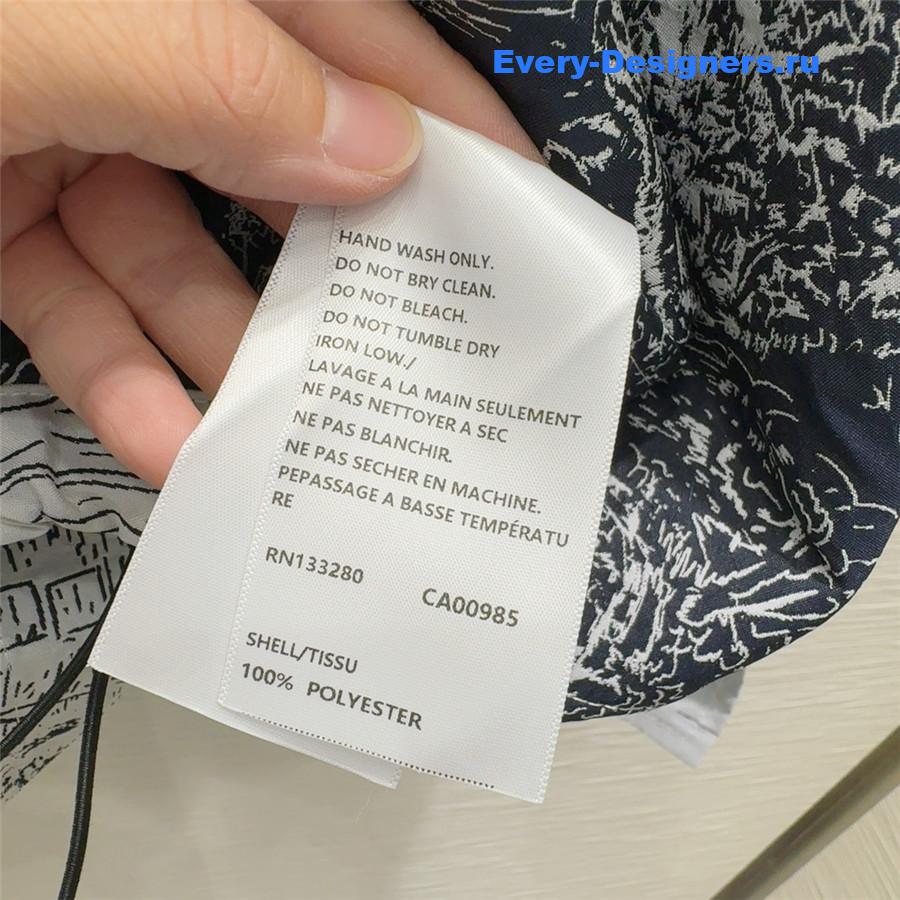 Every-Designers.ru
HAND WASH ONLY.
DO NOT BRY CLEAN.
DO NOT BLEACH.
DO NOT TUMBLE DRY
IRON LOW./
LAVAGE A LA MAIN SEULEMENT
NE PAS NETTOYER A SEC
NE PAS BLANCHIR.
NE PAS SECHER EN MACHINE.
PEPASSAGE A BASSE TEMPÉRATU
RE
RN133280
CA00985
SHELL/TISSU
100% POLYESTER